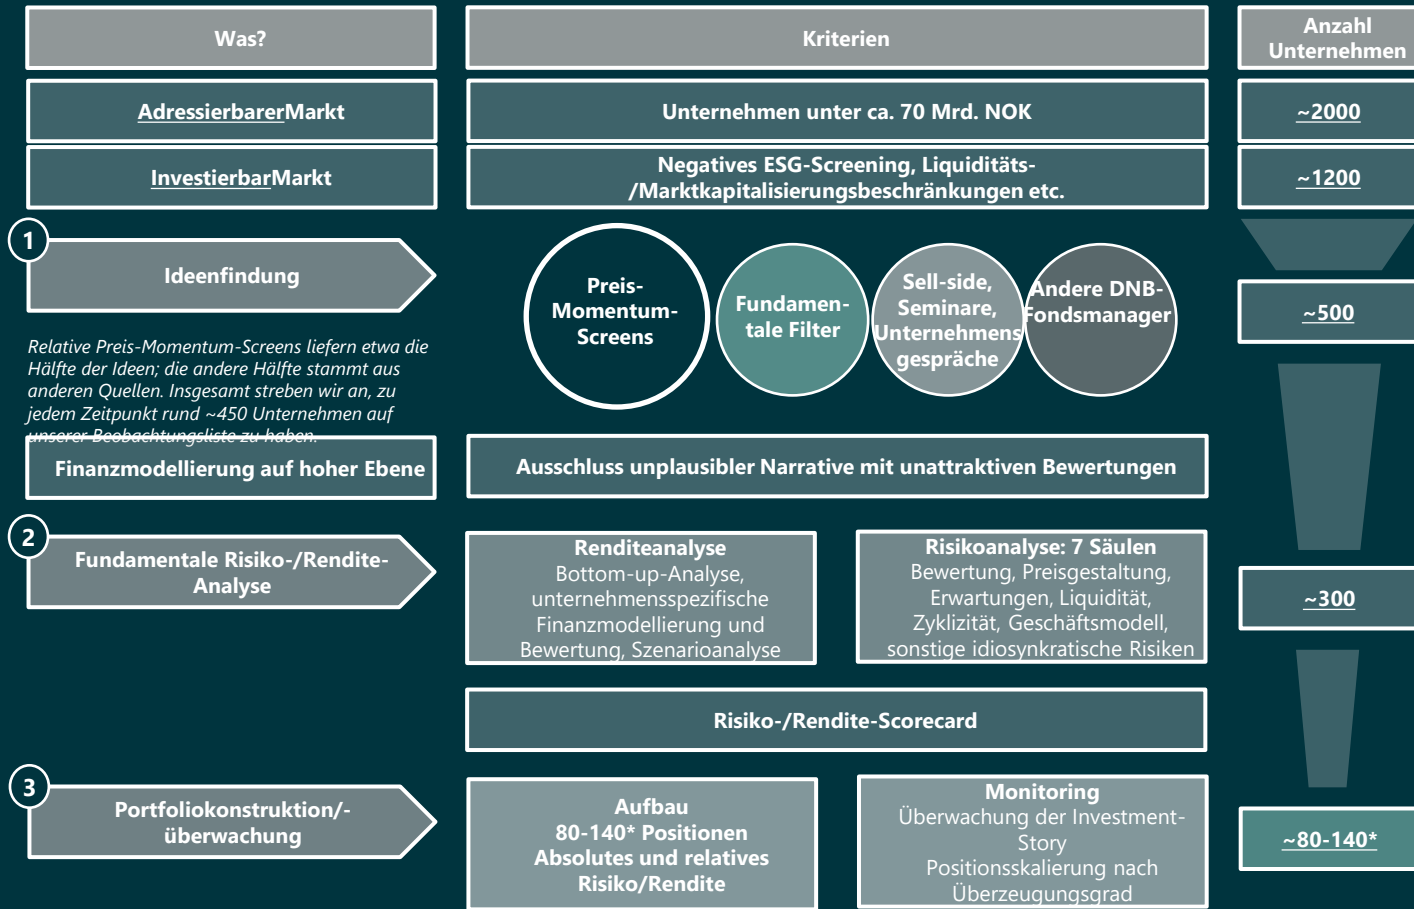 Was?
Kriterien
Anzahl
Unternehmen
AdressierbarerMarkt
Unternehmen unter ca. 70 Mrd. NOK
~2000
InvestierbarMarkt
Negatives ESG-Screening, Liquiditäts-
/Marktkapitalisierungsbeschränkungen etc.
~1200
1
Ideenfindung
Preis-
Momentum-
Screens
Fundamen-
tale Filter
Sell-side,
Seminare,
Unternehmens
gespräche
Andere DNB-
Fondsmanager
~500
Relative Preis-Momentum-Screens liefern etwa die
Hälfte der Ideen; die andere Hälfte stammt aus
anderen Quellen. Insgesamt streben wir an, zu
jedem Zeitpunkt rund ~450 Unternehmen auf
unserer Beobachtungsliste zu haben.
Finanzmodellierung auf hoher Ebene
Ausschluss unplausibler Narrative mit unattraktiven Bewertungen
2
Fundamentale Risiko-/Rendite-
Analyse
Renditeanalyse
Bottom-up-Analyse,
unternehmensspezifische
Finanzmodellierung und
Bewertung, Szenarioanalyse
Risikoanalyse: 7 Säulen
Bewertung, Preisgestaltung,
Erwartungen, Liquidität,
Zyklizität, Geschäftsmodell,
sonstige idiosynkratische Risiken
~300
Risiko-/Rendite-Scorecard
3
Portfoliokonstruktion/-
überwachung
Aufbau
80-140* Positionen
Absolutes und relatives
Risiko/Rendite
Monitoring
Überwachung der Investment-
Story
Positionsskalierung nach
Überzeugungsgrad
~80-140*